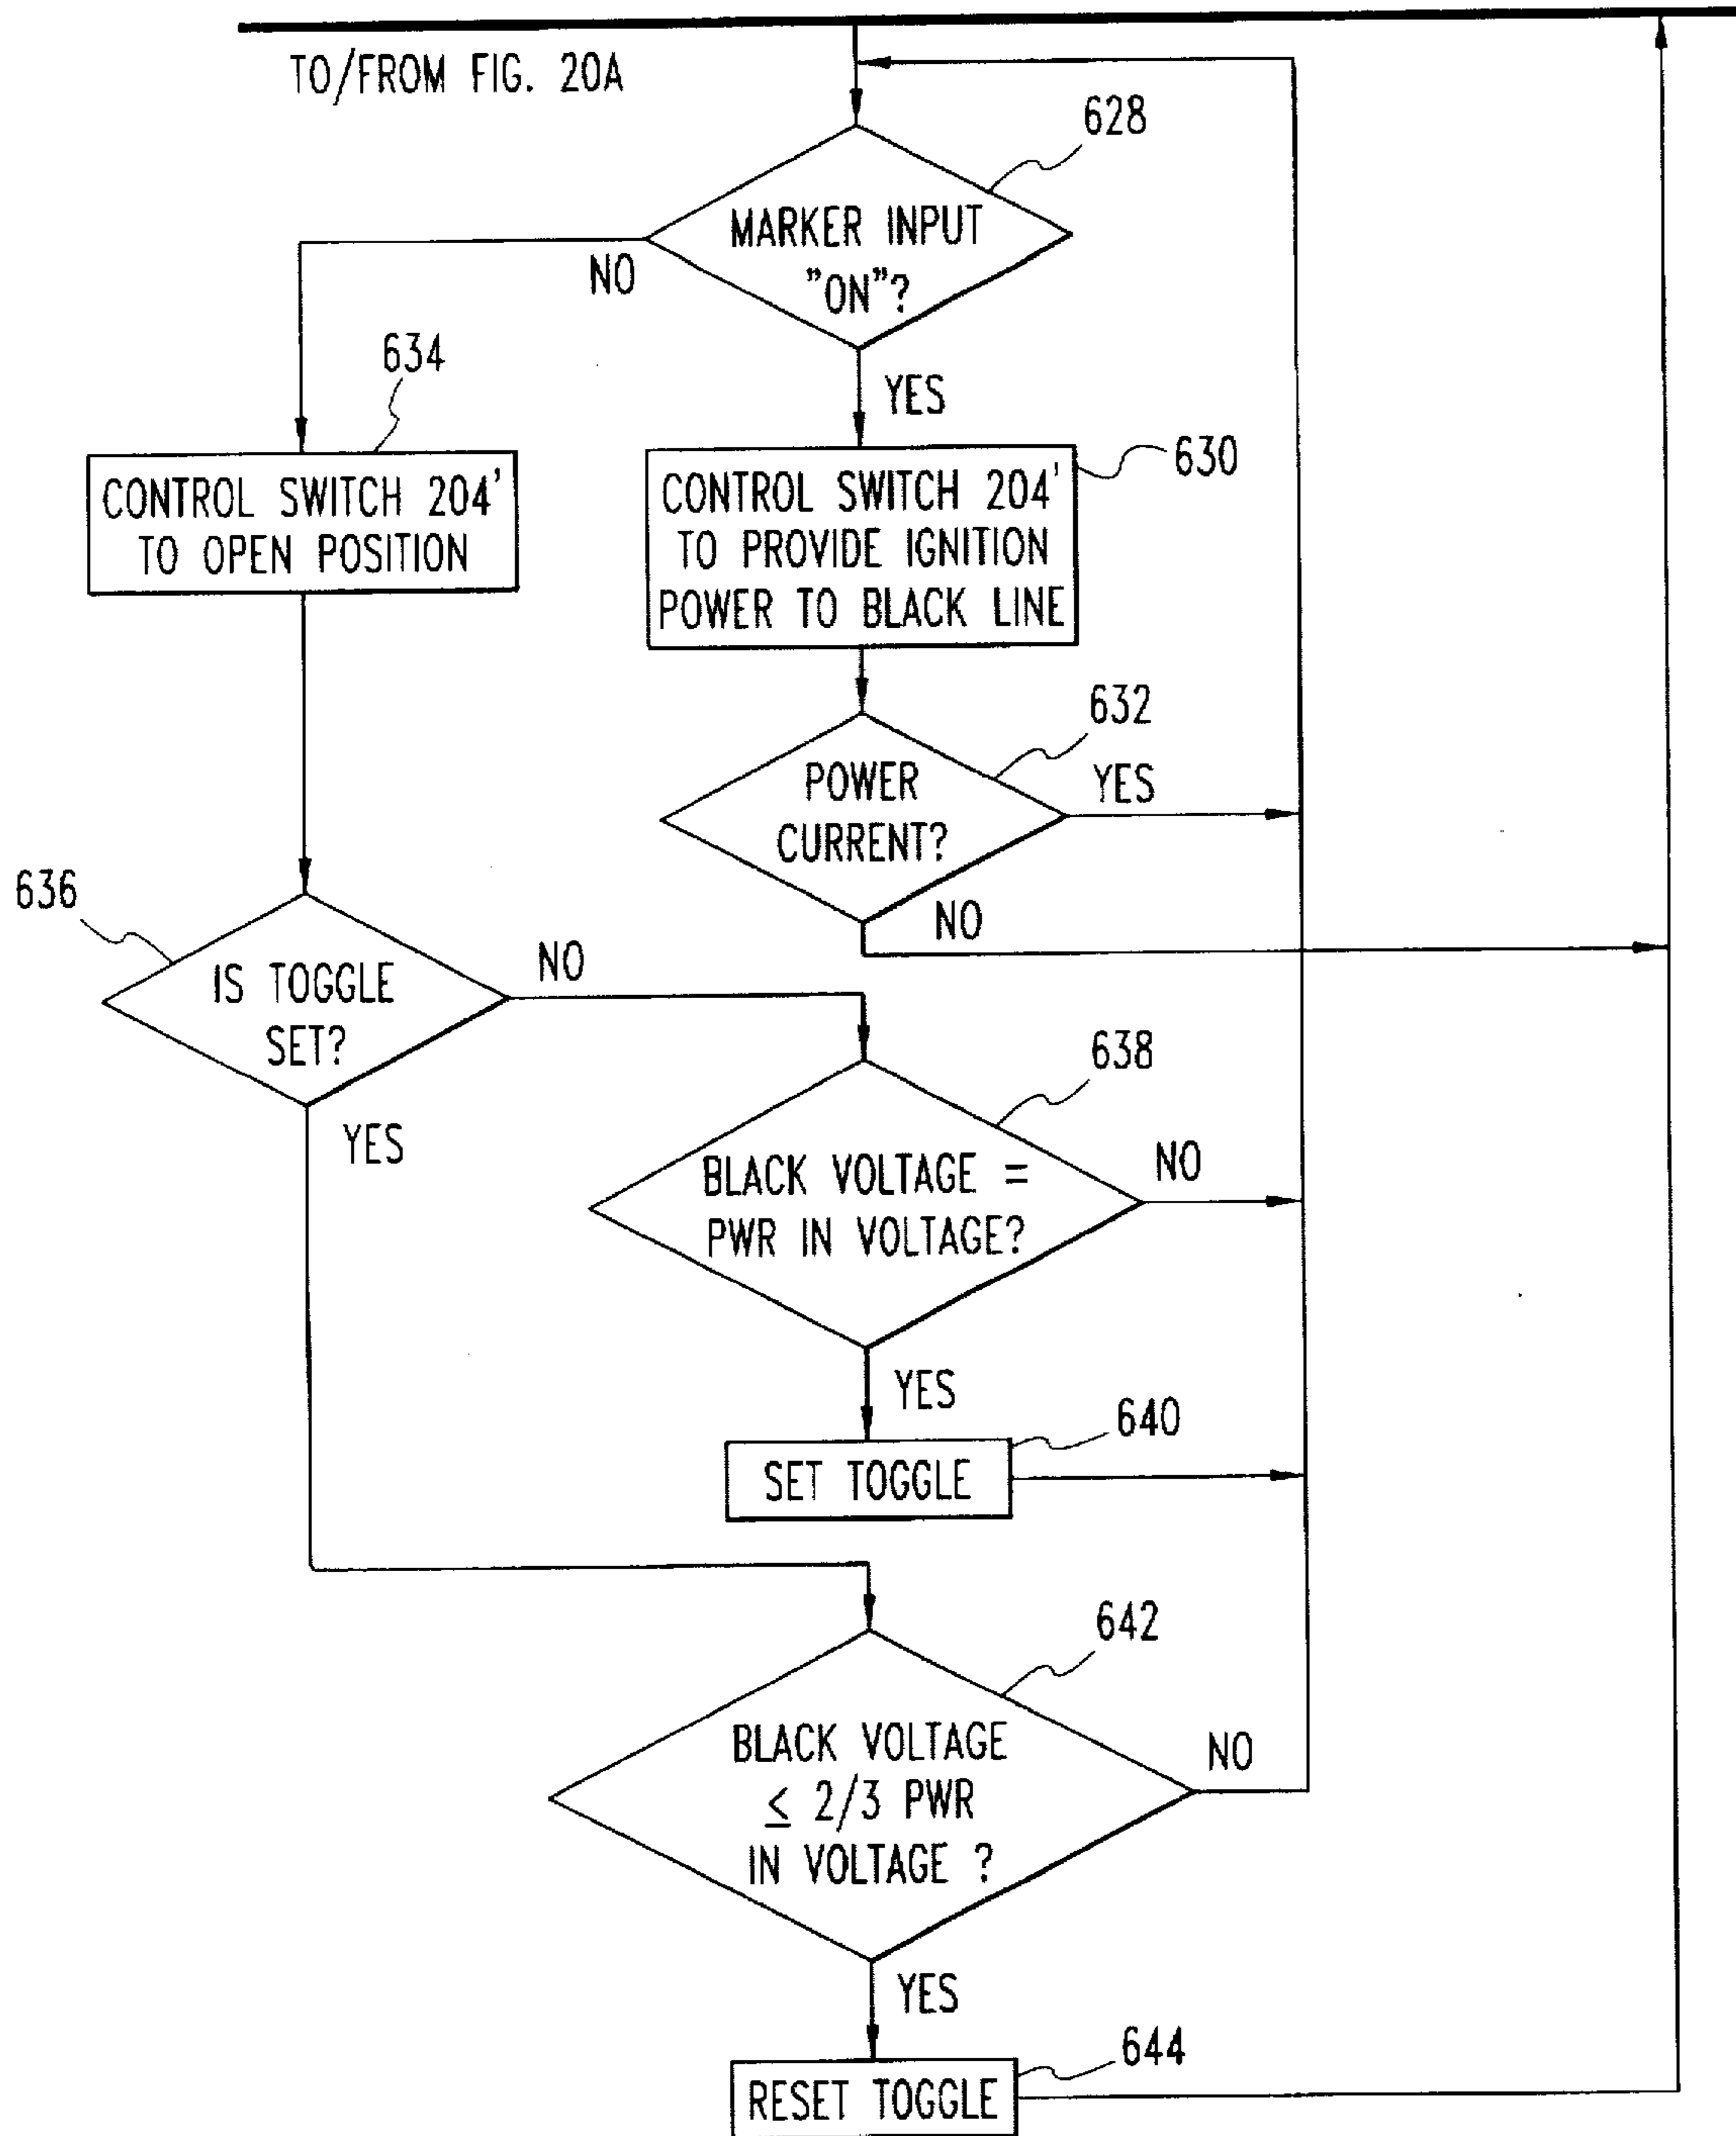 TO/FROM FIG. 20A
628
MARKER INPUT
"ON"?
NO
YES
634
CONTROL SWITCH 204'
TO OPEN POSITION
630
CONTROL SWITCH 204'
TO PROVIDE IGNITION
POWER TO BLACK LINE
632
POWER
CURRENT?
YES
NO
636
IS TOGGLE
SET?
NO
YES
638
BLACK VOLTAGE =
PWR IN VOLTAGE?
NO
YES
640
SET TOGGLE
642
BLACK VOLTAGE
≤ 2/3 PWR
IN VOLTAGE ?
NO
YES
644
RESET TOGGLE